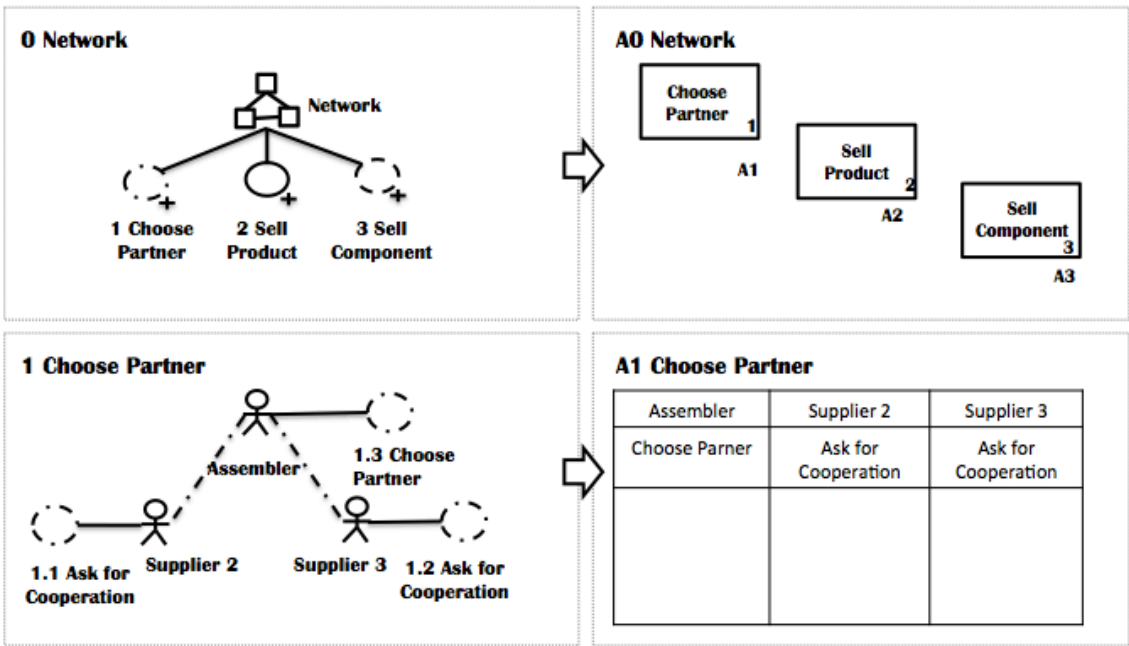 0 Network
Network
1 Choose
Partner
2 Sell
Product
3 Sell
Component
A0 Network
Choose
Partner
1
A1
Sell
Product
2
A2
Sell
Component
3
A3
1 Choose Partner
Assembler
1.3 Choose
Partner
Supplier 2
1.1 Ask for
Cooperation
Supplier 3
1.2 Ask for
Cooperation
A1 Choose Partner
Assembler Supplier 2 Supplier 3
Choose Parner Ask for Ask for
Cooperation Cooperation